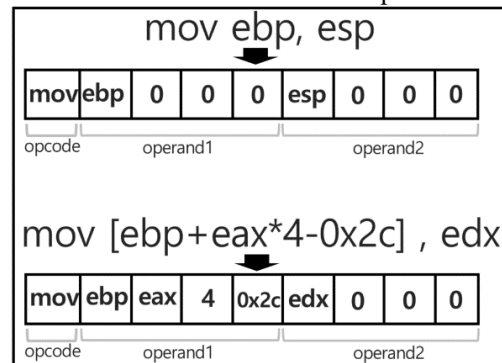 mov ebp, esp
mov ebp 0 0 0 esp 0 0 0
opcode operand1 operand2
mov [ebp+eax*4-0x2c] , edx
mov ebp eax 4 0x2c edx 0 0 0
opcode operand1 operand2